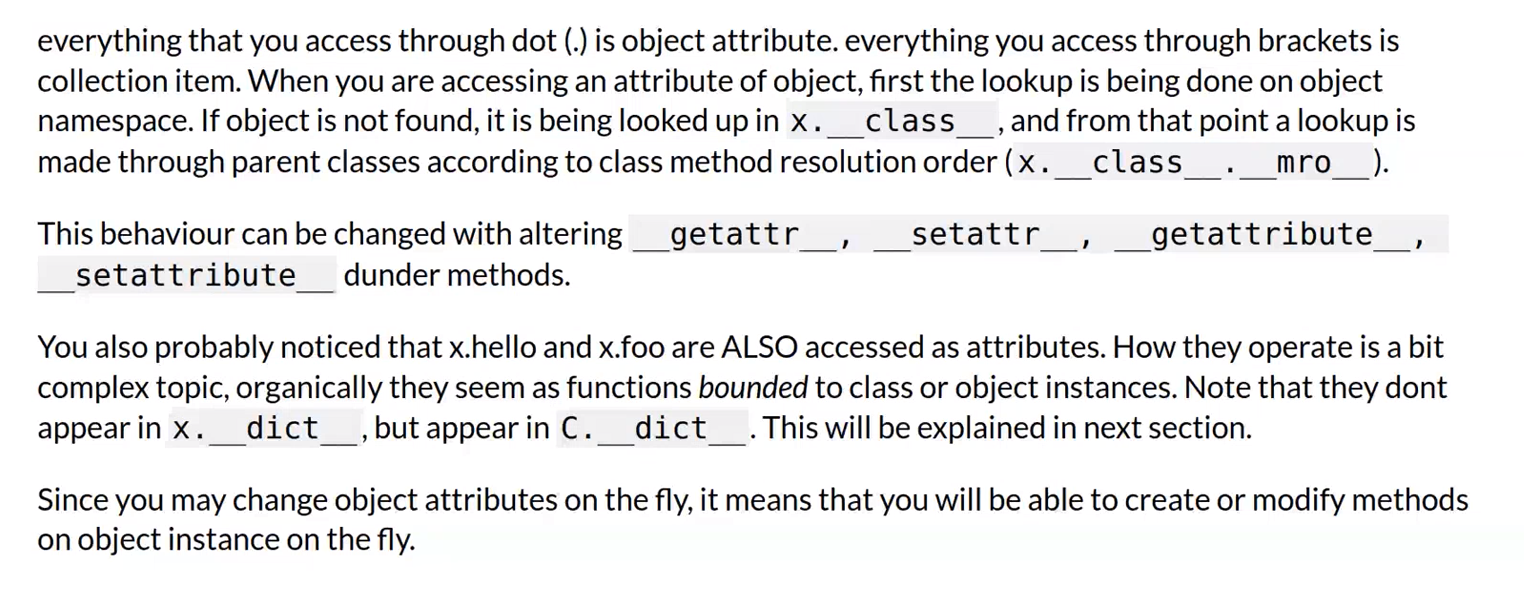 everything that you access through dot (.) is object attribute. everything you access through brackets is
collection item. When you are accessing an attribute of object, first the lookup is being done on object
namespace. If object is not found, it is being looked up in x.__class__, and from that point a lookup is
made through parent classes according to class method resolution order (x.__class__.__mro__).
This behaviour can be changed with altering __getattr__, __setattr__, __getattribute__,
__setattribute__ dunder methods.
You also probably noticed that x.hello and x.foo are ALSO accessed as attributes. How they operate is a bit
complex topic, organically they seem as functions bounded to class or object instances. Note that they dont
appear in x.__dict__, but appear in C.__dict__. This will be explained in next section.
Since you may change object attributes on the fly, it means that you will be able to create or modify methods
on object instance on the fly.